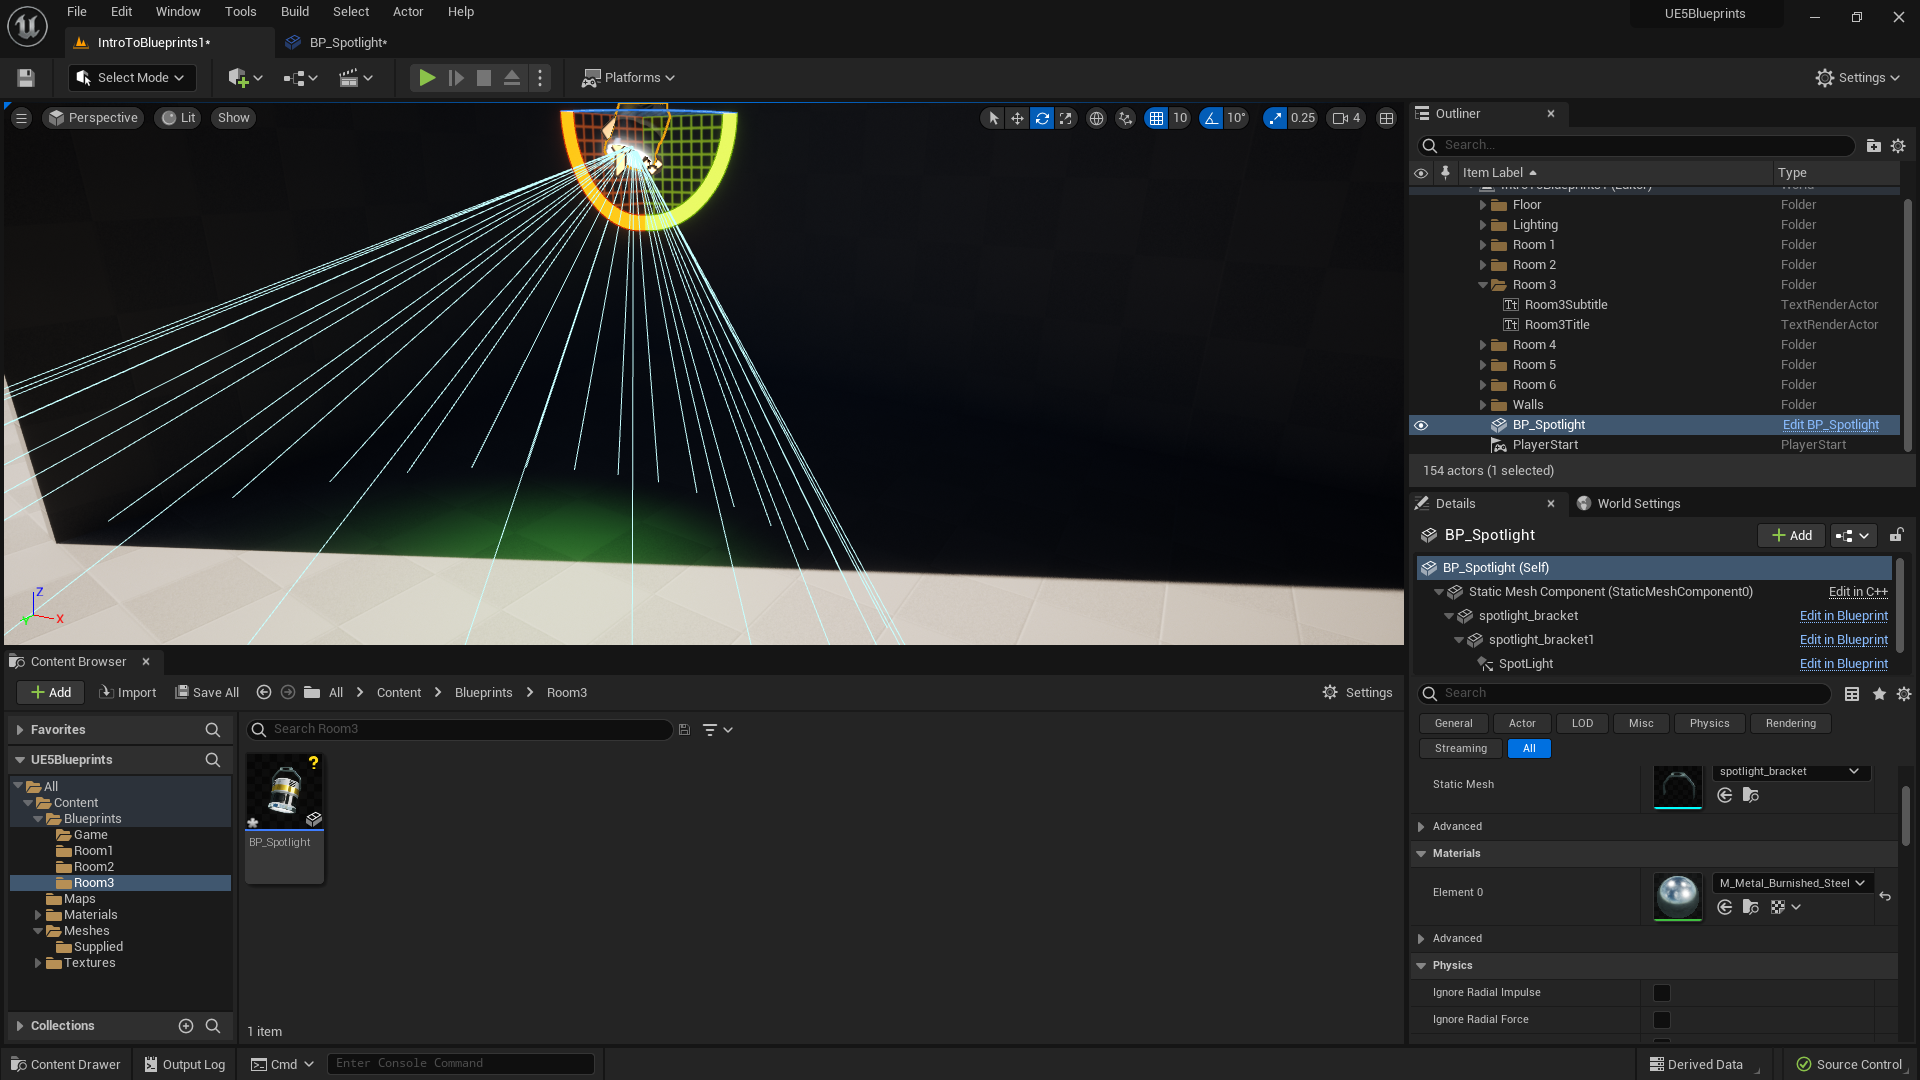 File Edit Window Tools Build Select Actor Help
UE5Blueprints
IntroToBlueprints1*
BP_Spotlight*
Select Mode
Platforms
Settings
Perspective Lit Show
10 10° 0.25 4
Outliner
Search...
Item Label Type
IntroToBlueprints1 (Editor) World
Floor Folder
Lighting Folder
Room 1 Folder
Room 2 Folder
Room 3 Folder
Room3Subtitle TextRenderActor
Room3Title TextRenderActor
Room 4 Folder
Room 5 Folder
Room 6 Folder
Walls Folder
BP_Spotlight Edit BP_Spotlight
PlayerStart PlayerStart
154 actors (1 selected)
Details World Settings
BP_Spotlight Add
BP_Spotlight (Self)
Static Mesh Component (StaticMeshComponent0) Edit in C++
spotlight_bracket Edit in Blueprint
spotlight_bracket1 Edit in Blueprint
SpotLight Edit in Blueprint
Search
General Actor LOD Misc Physics Rendering
Streaming All
Static Mesh spotlight_bracket
Advanced
Materials
Element 0 M_Metal_Burnished_Steel
Advanced
Physics
Ignore Radial Impulse
Ignore Radial Force
Z
X
Y
Content Browser
Add Import Save All All Content Blueprints Room3 Settings
Favorites
Search Room3
UE5Blueprints
All
Content
Blueprints
Game
Room1
Room2
Room3
Maps
Materials
Meshes
Supplied
Textures
Collections
?
BP_Spotlight
1 item
Content Drawer Output Log Cmd Enter Console Command Derived Data Source Control